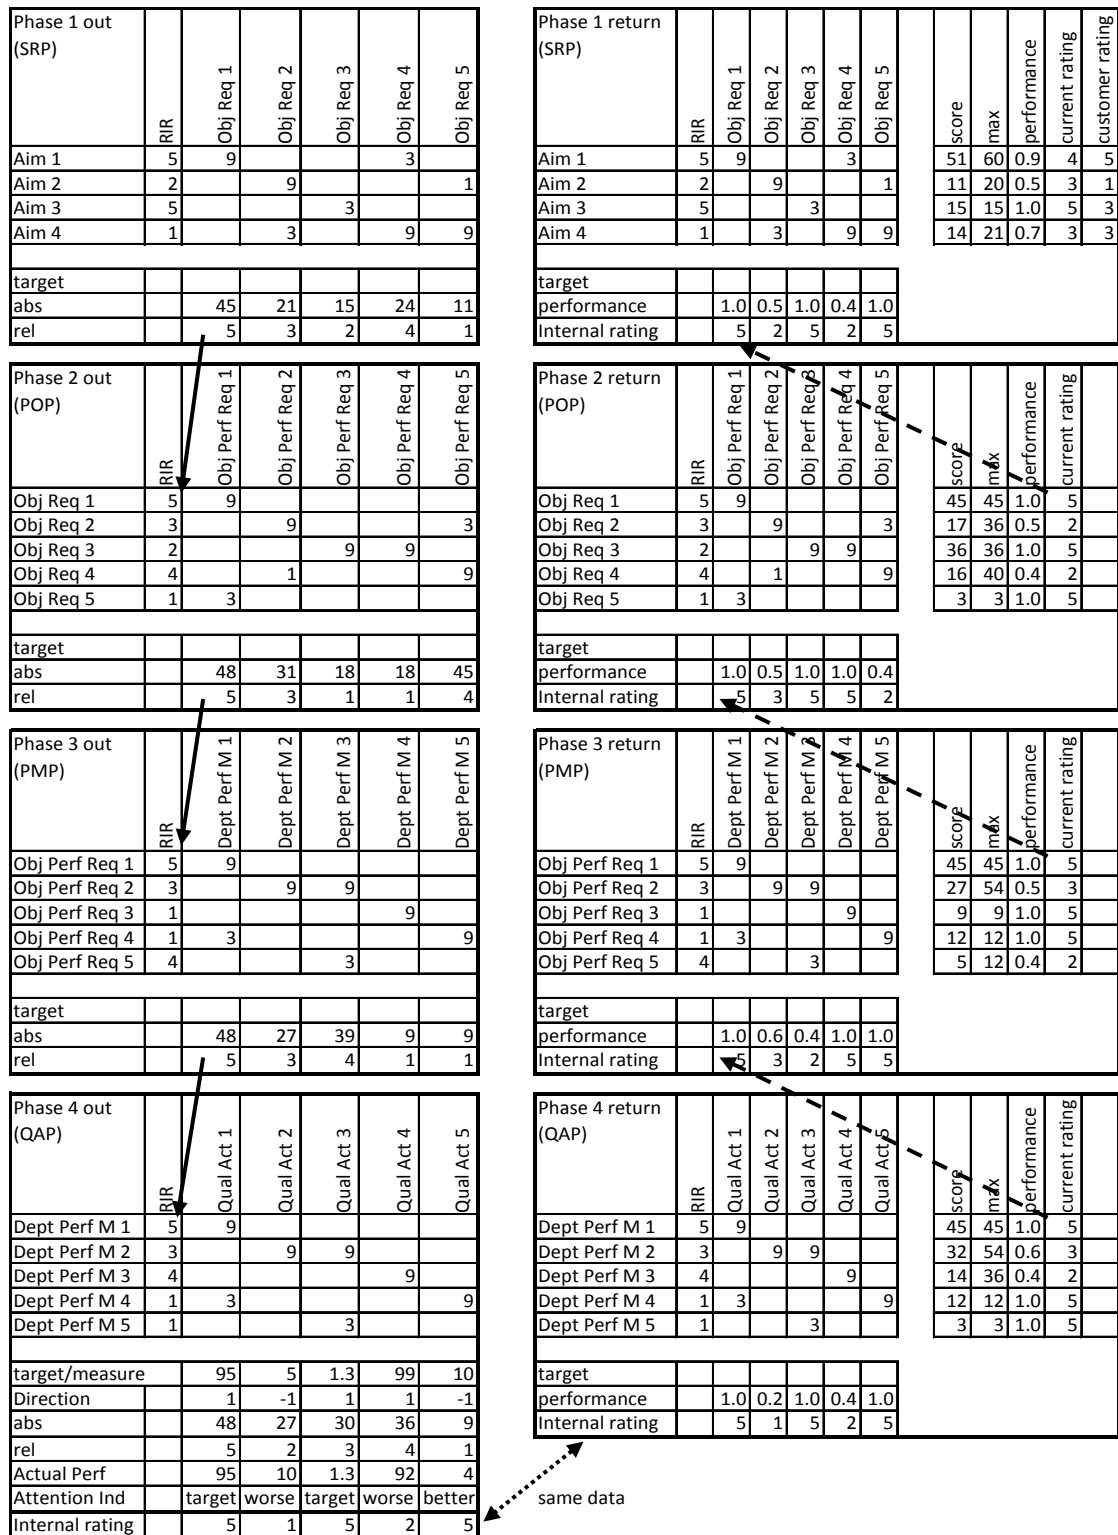 Phase 1 out
(SRP)
RIR Obj Req 1 Obj Req 2 Obj Req 3 Obj Req 4 Obj Req 5
Aim 1 5 9 3
Aim 2 2 9 1
Aim 3 5 3
Aim 4 1 3 9 9
target
abs 45 21 15 24 11
rel 5 3 2 4 1
Phase 1 return
(SRP)
RIR Obj Req 1 Obj Req 2 Obj Req 3 Obj Req 4 Obj Req 5 score max performance current rating customer rating
Aim 1 5 9 3 51 60 0.9 4 5
Aim 2 2 9 1 11 20 0.5 3 1
Aim 3 5 3 15 15 1.0 5 3
Aim 4 1 3 9 9 14 21 0.7 3 3
target
performance 1.0 0.5 1.0 0.4 1.0
Internal rating 5 2 5 2 5
Phase 2 out
(POP)
RIR Obj Perf Req 1 Obj Perf Req 2 Obj Perf Req 3 Obj Perf Req 4 Obj Perf Req 5
Obj Req 1 5 9
Obj Req 2 3 9 3
Obj Req 3 2 9 9
Obj Req 4 4 1 9
Obj Req 5 1 3
target
abs 48 31 18 18 45
rel 5 3 1 1 4
Phase 2 return
(POP)
RIR Obj Perf Req 1 Obj Perf Req 2 Obj Perf Req 3 Obj Perf Req 4 Obj Perf Req 5 score max performance current rating
Obj Req 1 5 9 45 45 1.0 5
Obj Req 2 3 9 3 17 36 0.5 2
Obj Req 3 2 9 9 36 36 1.0 5
Obj Req 4 4 1 9 16 40 0.4 2
Obj Req 5 1 3 3 3 1.0 5
target
performance 1.0 0.5 1.0 1.0 0.4
Internal rating 5 3 5 5 2
Phase 3 out
(PMP)
RIR Dept Perf M 1 Dept Perf M 2 Dept Perf M 3 Dept Perf M 4 Dept Perf M 5
Obj Perf Req 1 5 9
Obj Perf Req 2 3 9 9
Obj Perf Req 3 1 9
Obj Perf Req 4 1 3 9
Obj Perf Req 5 4 3
target
abs 48 27 39 9 9
rel 5 3 4 1 1
Phase 3 return
(PMP)
RIR Dept Perf M 1 Dept Perf M 2 Dept Perf M 3 Dept Perf M 4 Dept Perf M 5 score max performance current rating
Obj Perf Req 1 5 9 45 45 1.0 5
Obj Perf Req 2 3 9 9 27 54 0.5 3
Obj Perf Req 3 1 9 9 9 1.0 5
Obj Perf Req 4 1 3 9 12 12 1.0 5
Obj Perf Req 5 4 3 5 12 0.4 2
target
performance 1.0 0.6 0.4 1.0 1.0
Internal rating 5 3 2 5 5
Phase 4 out
(QAP)
RIR Qual Act 1 Qual Act 2 Qual Act 3 Qual Act 4 Qual Act 5
Dept Perf M 1 5 9
Dept Perf M 2 3 9 9
Dept Perf M 3 4 9
Dept Perf M 4 1 3 9
Dept Perf M 5 1 3
target/measure 95 5 1.3 99 10
Direction 1 -1 1 1 -1
abs 48 27 30 36 9
rel 5 2 3 4 1
Actual Perf 95 10 1.3 92 4
Attention Ind target worse target worse better
Internal rating 5 1 5 2 5
Phase 4 return
(QAP)
RIR Qual Act 1 Qual Act 2 Qual Act 3 Qual Act 4 Qual Act 5 score max performance current rating
Dept Perf M 1 5 9 45 45 1.0 5
Dept Perf M 2 3 9 9 32 54 0.6 3
Dept Perf M 3 4 9 14 36 0.4 2
Dept Perf M 4 1 3 9 12 12 1.0 5
Dept Perf M 5 1 3 3 3 1.0 5
target
performance 1.0 0.2 1.0 0.4 1.0
Internal rating 5 1 5 2 5
same data